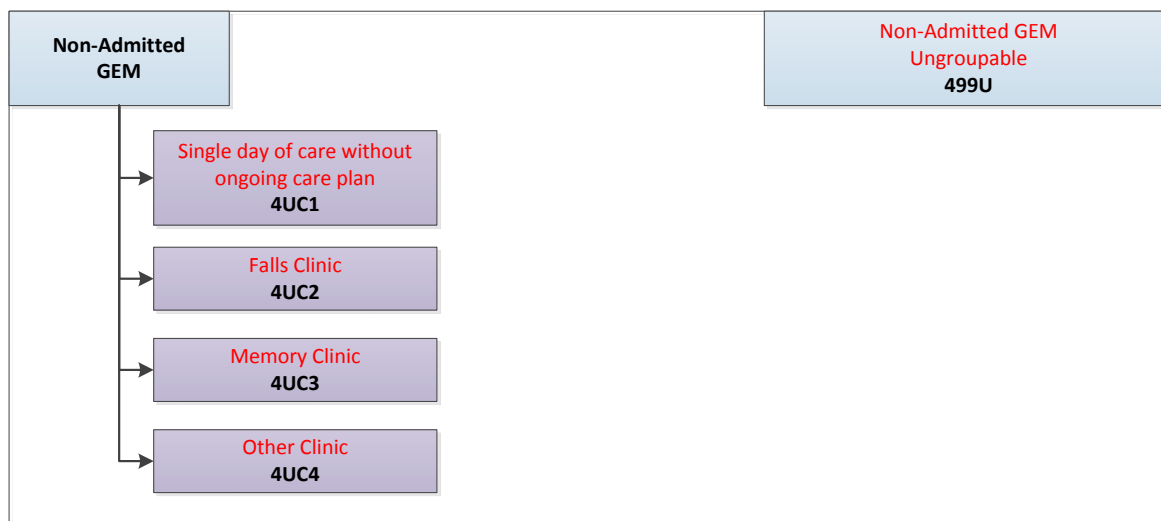 Non-Admitted
GEM
Non-Admitted GEM
Ungroupable
499U
Single day of care without
ongoing care plan
4UC1
Falls Clinic
4UC2
Memory Clinic
4UC3
Other Clinic
4UC4